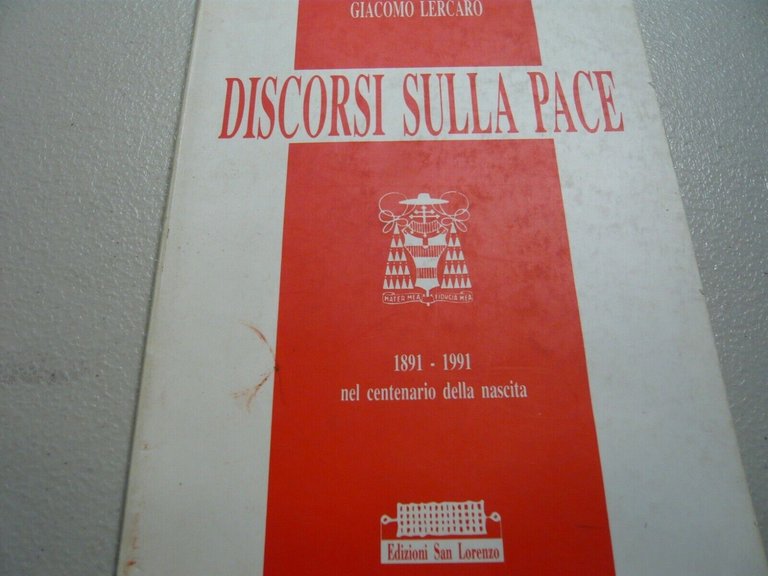 GIACOMO LERCARO
DISCORSI SULLA PACE
MATER MEA FIDUCIA MEA
1891 - 1991
nel centenario della nascita
Edizioni San Lorenzo